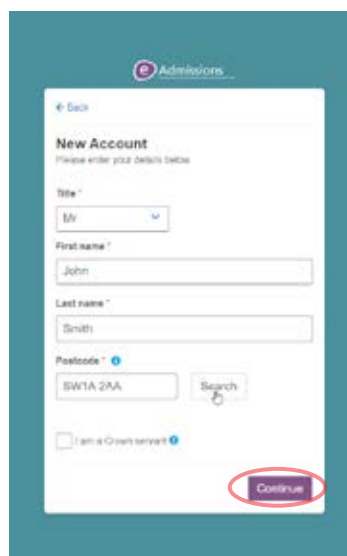 e Admissions
← Back
New Account
Please enter your details below
Title *
Mr
First name *
John
Last name *
Smith
Postcode *
SW1A 2AA
Search
I am a Crown servant
Continue